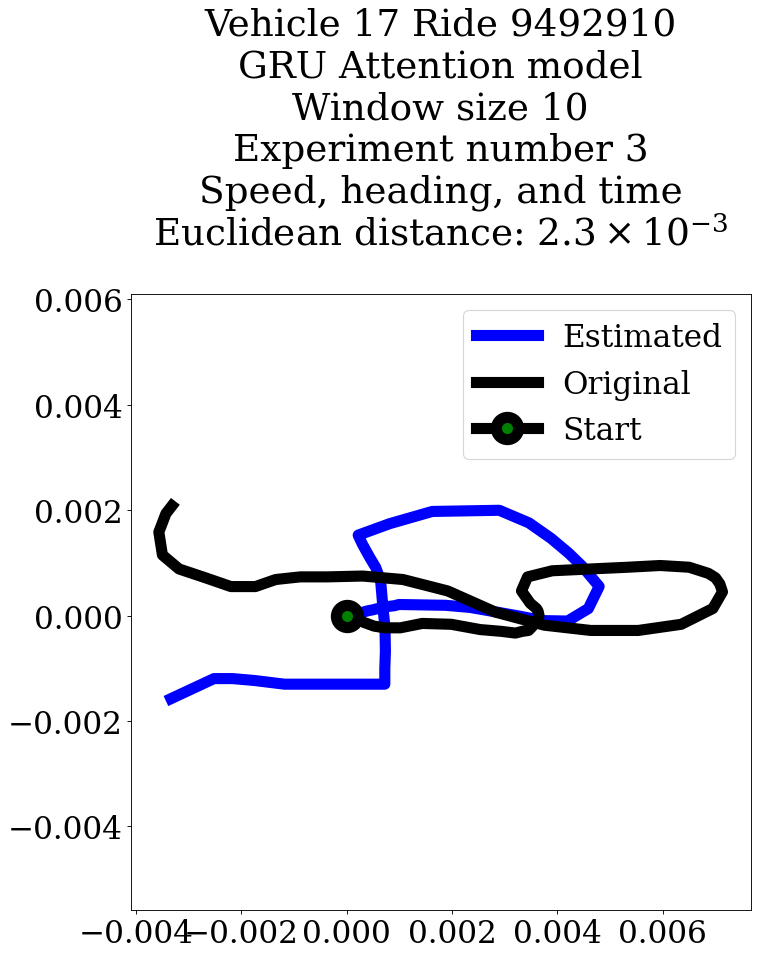 Vehicle 17 Ride 9492910
GRU Attention model
Window size 10
Experiment number 3
Speed, heading, and time
Euclidean distance: 2.3 × 10⁻³
0.006
Estimated
Original
Start
0.004
0.002
0.000
−0.002
−0.004
−0.004 −0.002 0.000 0.002 0.004 0.006